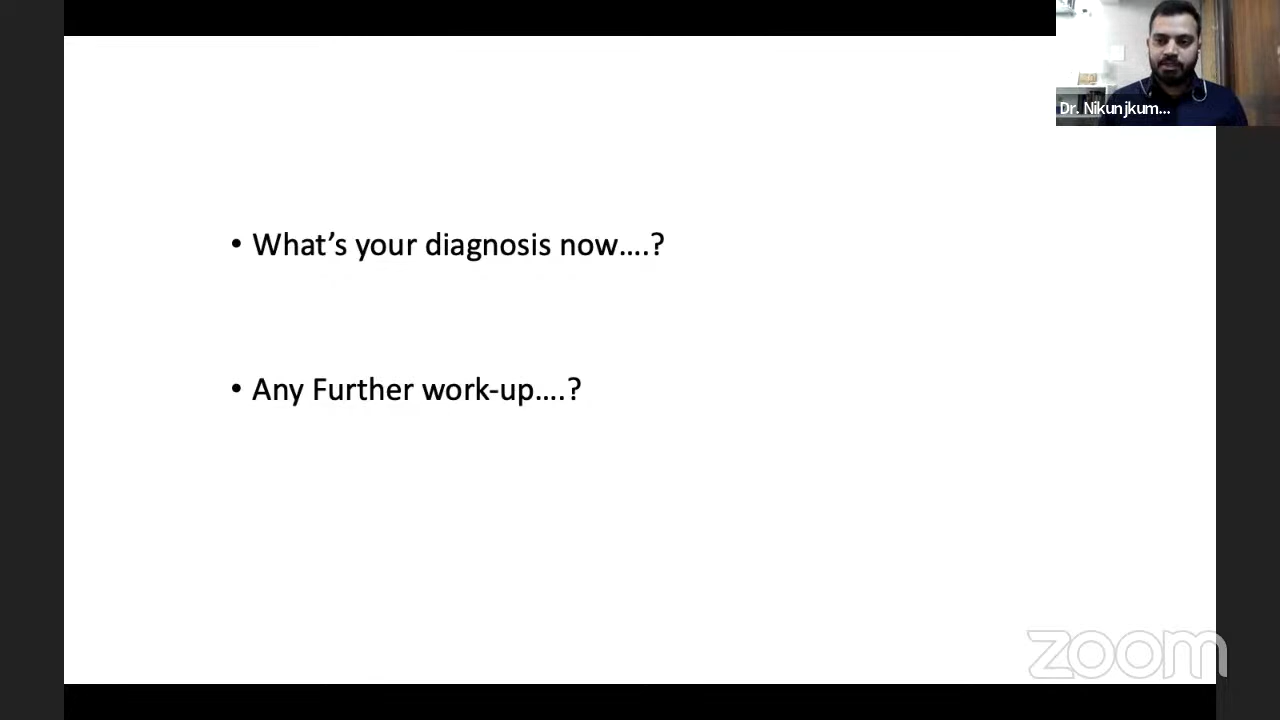 Dr. Nikunjkum...
• What's your diagnosis now....?
• Any Further work-up....?
zoom